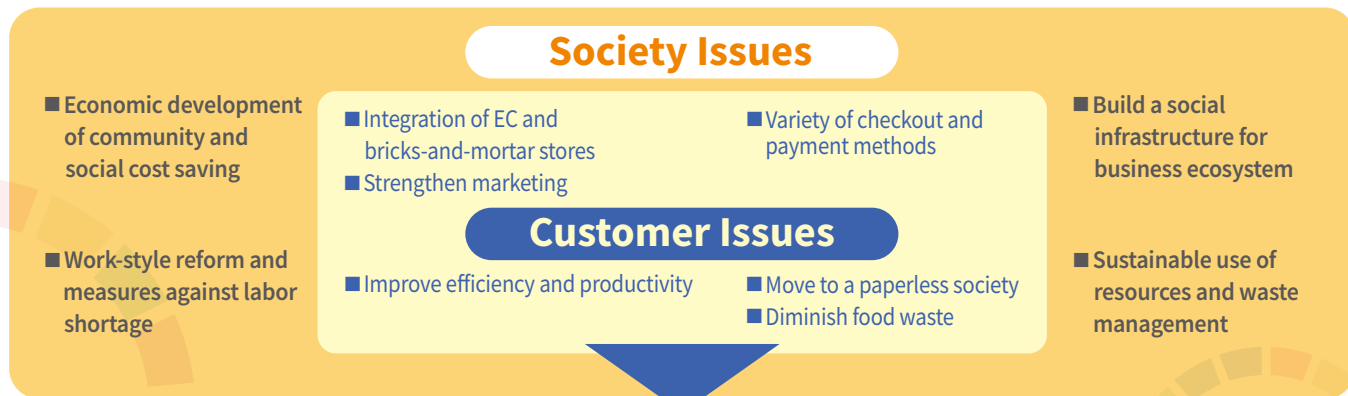 Society Issues
■ Economic development
of community and
social cost saving
■ Work-style reform and
measures against labor
shortage
■ Integration of EC and
bricks-and-mortar stores
■ Strengthen marketing
■ Variety of checkout and
payment methods
Customer Issues
■ Improve efficiency and productivity
■ Move to a paperless society
■ Diminish food waste
■ Build a social
infrastructure for
business ecosystem
■ Sustainable use of
resources and waste
management